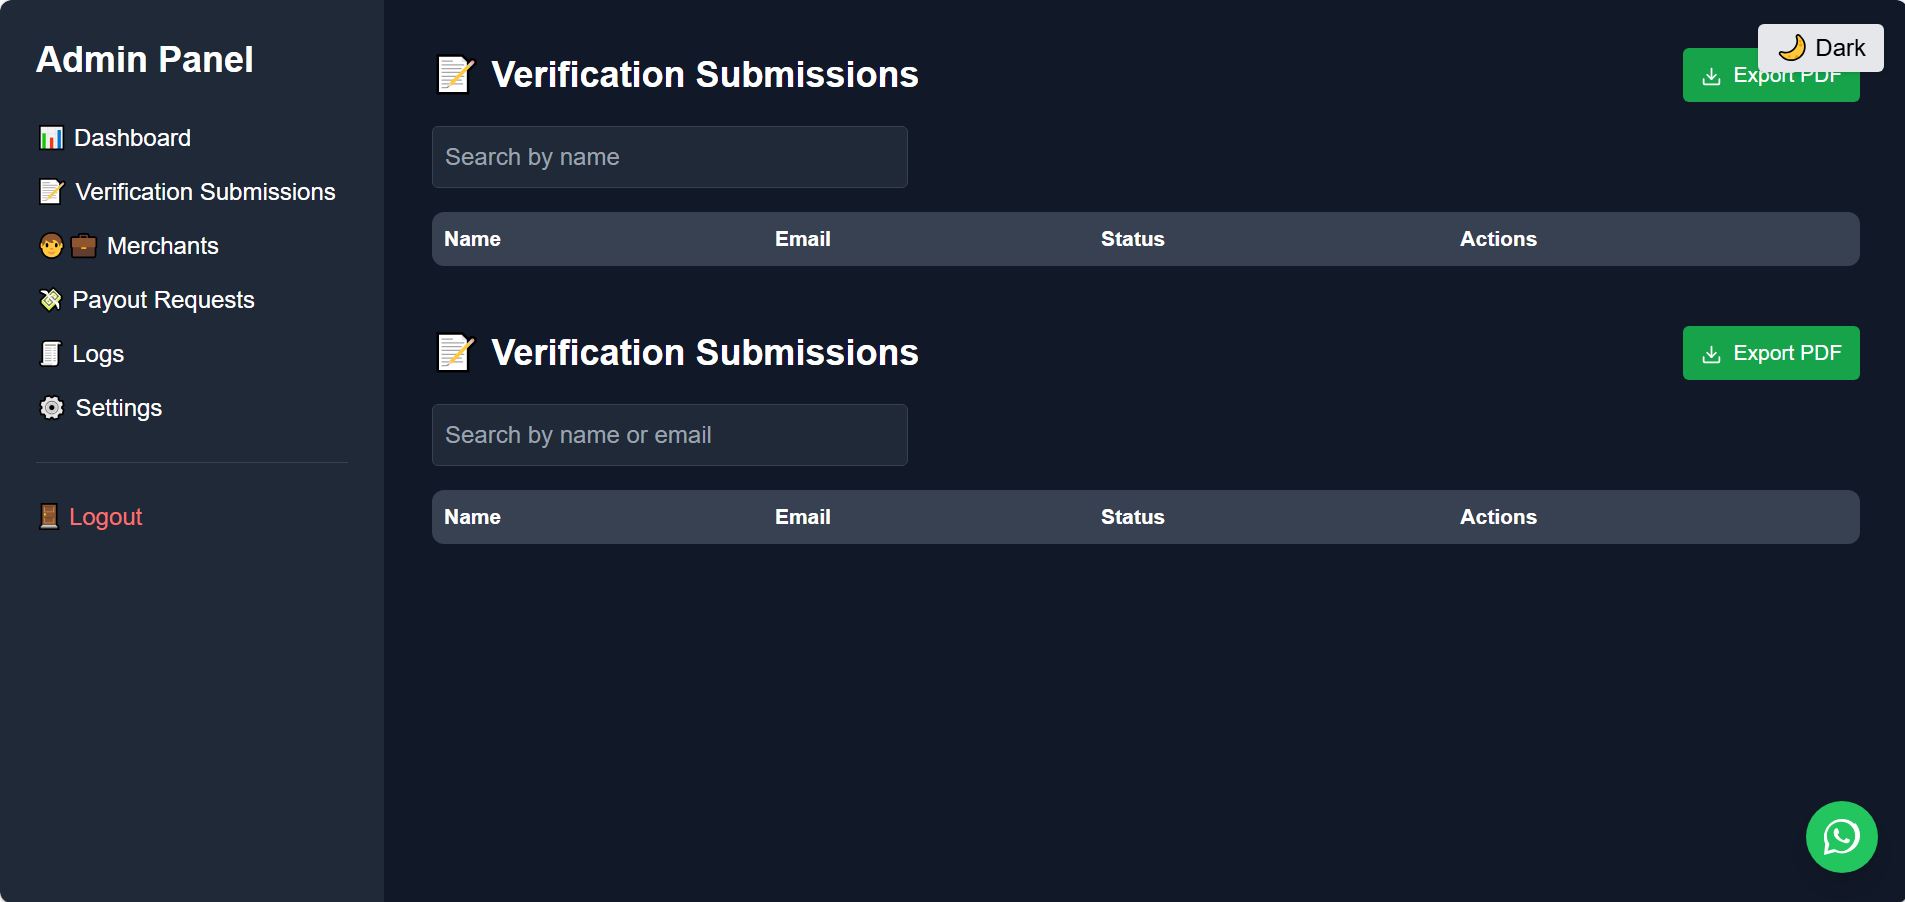 Admin Panel
Dashboard
Verification Submissions
Merchants
Payout Requests
Logs
Settings
Logout
Dark
Verification Submissions
Export PDF
Search by name
Name Email Status Actions
Verification Submissions
Export PDF
Search by name or email
Name Email Status Actions